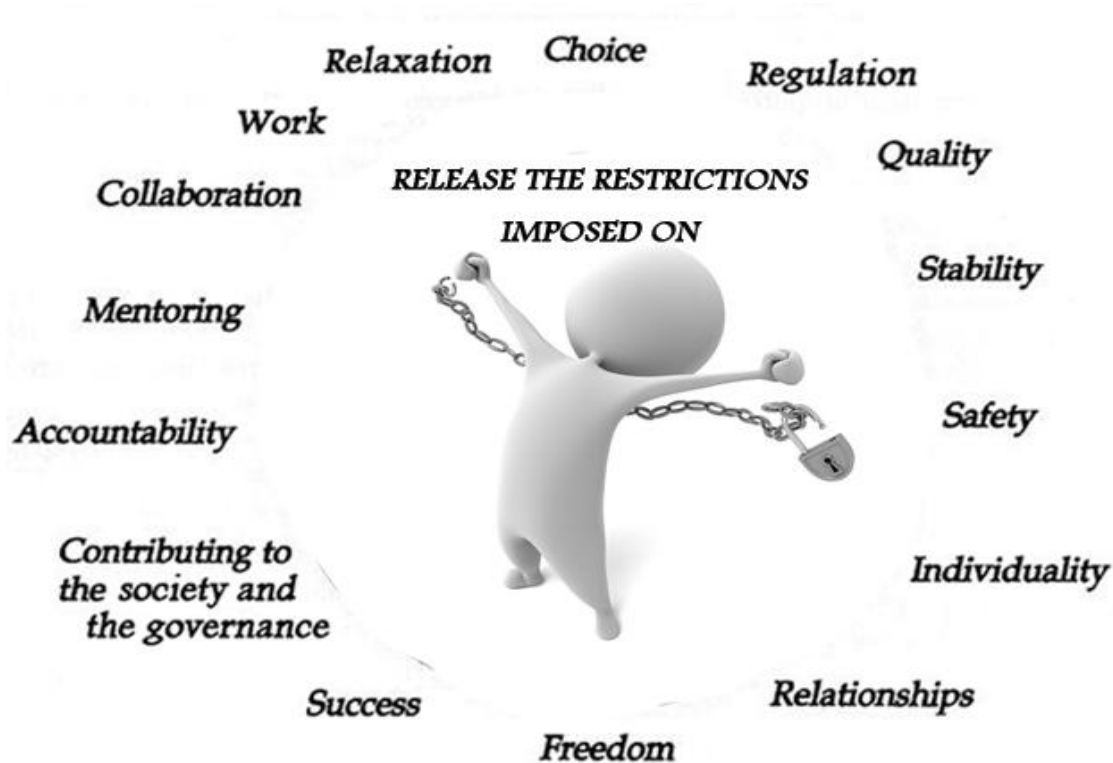 RELEASE THE RESTRICTIONS
IMPOSED ON
Choice
Regulation
Quality
Stability
Safety
Individuality
Relationships
Freedom
Success
Contributing to
the society and
the governance
Accountability
Mentoring
Collaboration
Work
Relaxation